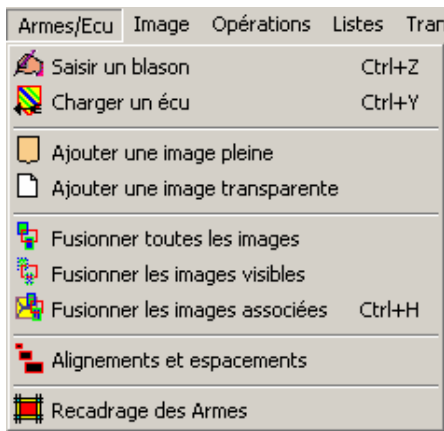 Armes/Ecu Image Opérations Listes Tran
Saisir un blason Ctrl+Z
Charger un écu Ctrl+Y
Ajouter une image pleine
Ajouter une image transparente
Fusionner toutes les images
Fusionner les images visibles
Fusionner les images associées Ctrl+H
Alignements et espacements
Recadrage des Armes